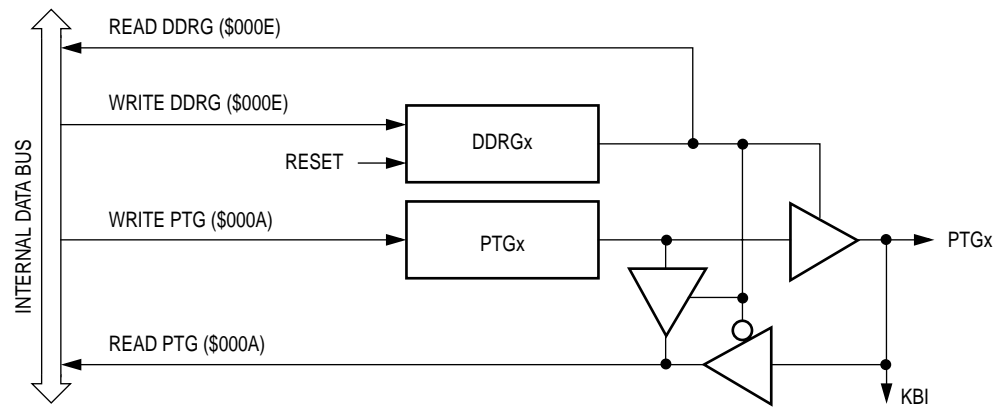 READ DDRG ($000E)
WRITE DDRG ($000E)
DDRGx
RESET
WRITE PTG ($000A)
PTGx
PTGx
READ PTG ($000A)
KBI
INTERNAL DATA BUS